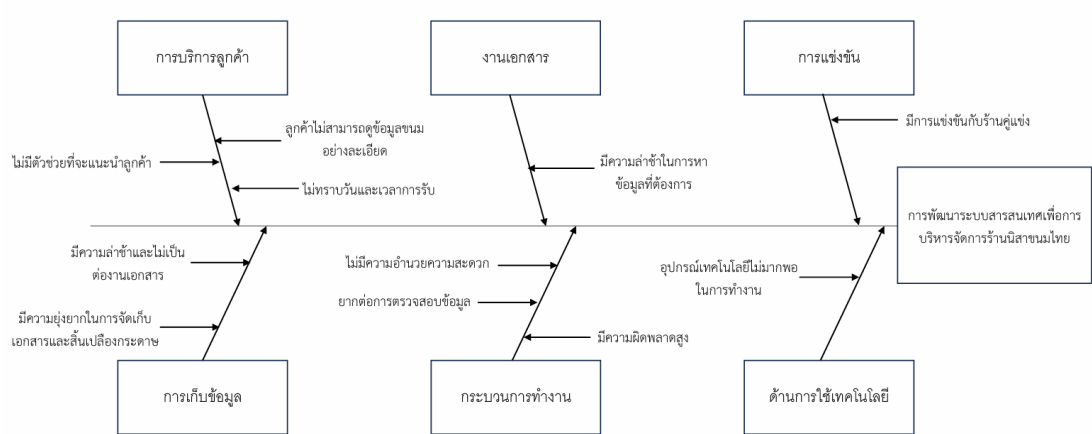 การบริการลูกค้า
งานเอกสาร
การแข่งขัน
ลูกค้าไม่สามารถดูข้อมูลขนม
อย่างละเอียด
ไม่มีตัวช่วยที่จะแนะนำลูกค้า
ไม่ทราบวันและเวลาการรับ
มีความล่าช้าในการหา
ข้อมูลที่ต้องการ
มีการแข่งขันกับร้านคู่แข่ง
การพัฒนาระบบสารสนเทศเพื่อการ
บริหารจัดการร้านนิสาขนมไทย
มีความล่าช้าและไม่เป็น
ต่องานเอกสาร
มีความยุ่งยากในการจัดเก็บ
เอกสารและสิ้นเปลืองกระดาษ
ไม่มีความอำนวยความสะดวก
ยากต่อการตรวจสอบข้อมูล
มีความผิดพลาดสูง
อุปกรณ์เทคโนโลยีไม่มากพอ
ในการทำงาน
การเก็บข้อมูล
กระบวนการทำงาน
ด้านการใช้เทคโนโลยี